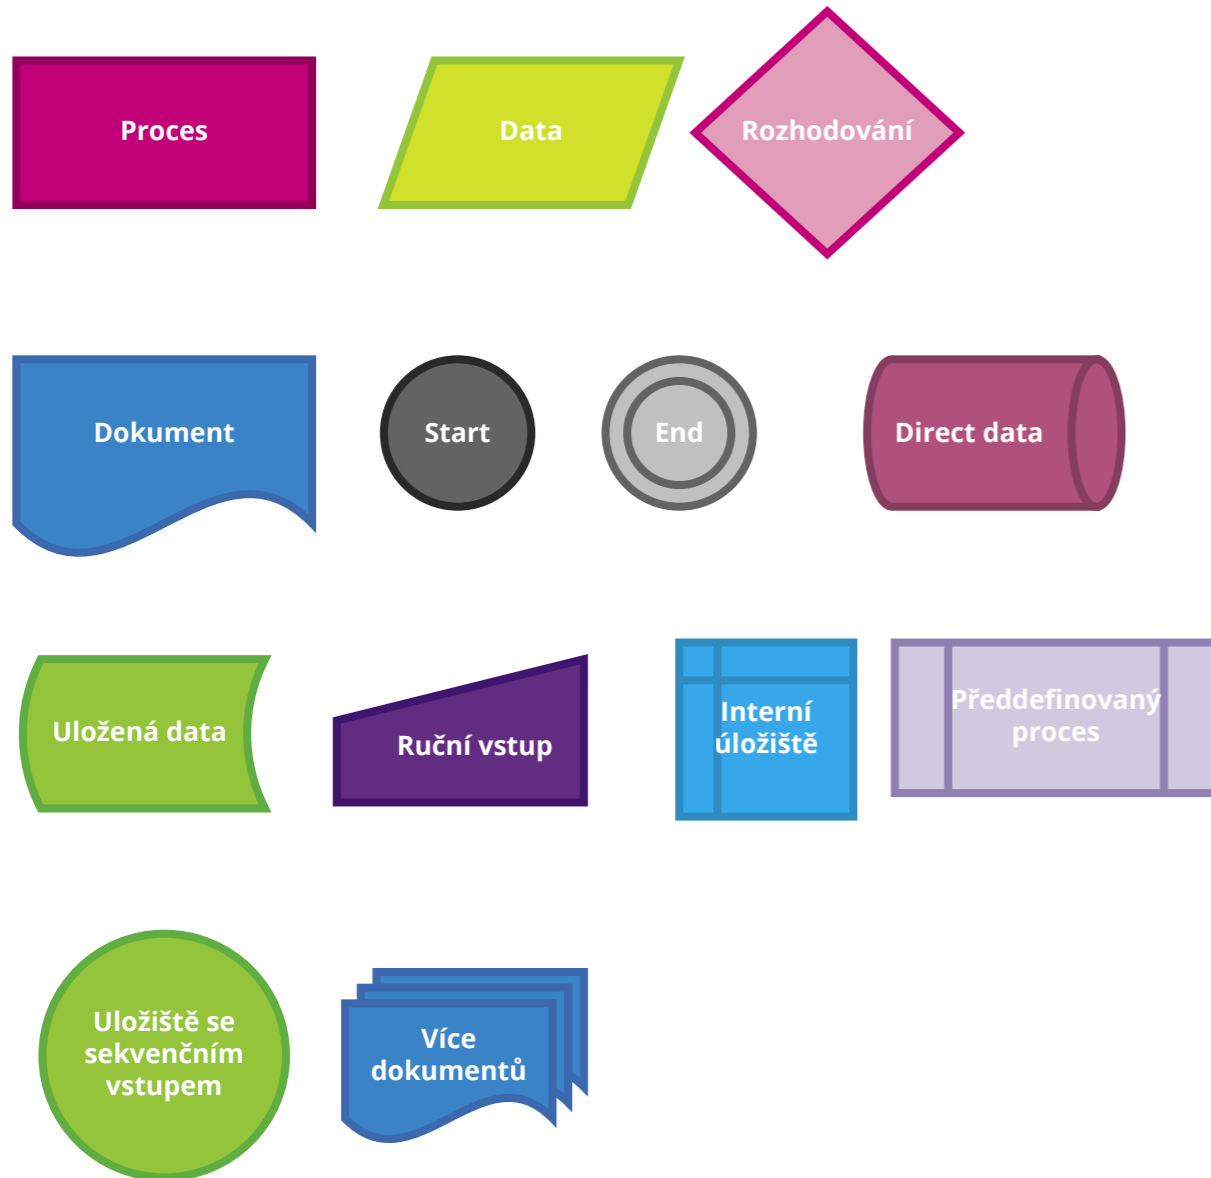 Proces
Data
Rozhodování
Dokument
Start
End
Direct data
Uložená data
Ruční vstup
Interní
úložiště
Předdefinovaný
proces
Uložiště se
sekvenčním
vstupem
Více
dokumentů